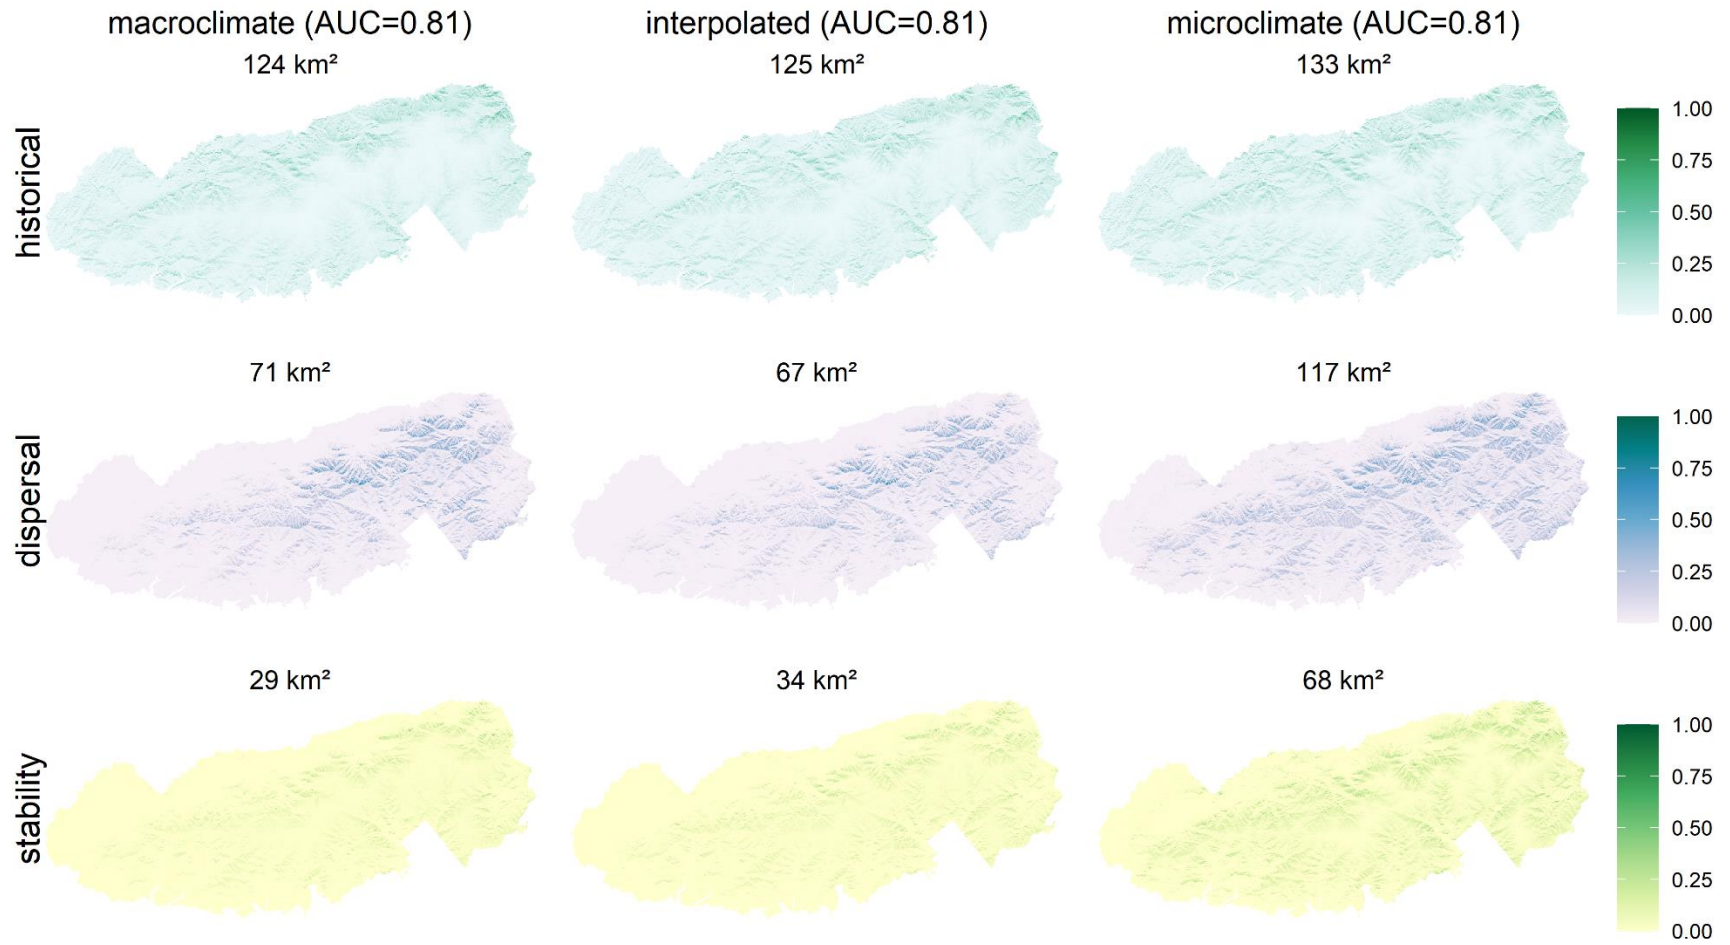 macroclimate (AUC=0.81)
interpolated (AUC=0.81)
microclimate (AUC=0.81)
historical
124 km²
125 km²
133 km²
1.00
0.75
0.50
0.25
0.00
dispersal
71 km²
67 km²
117 km²
1.00
0.75
0.50
0.25
0.00
stability
29 km²
34 km²
68 km²
1.00
0.75
0.50
0.25
0.00